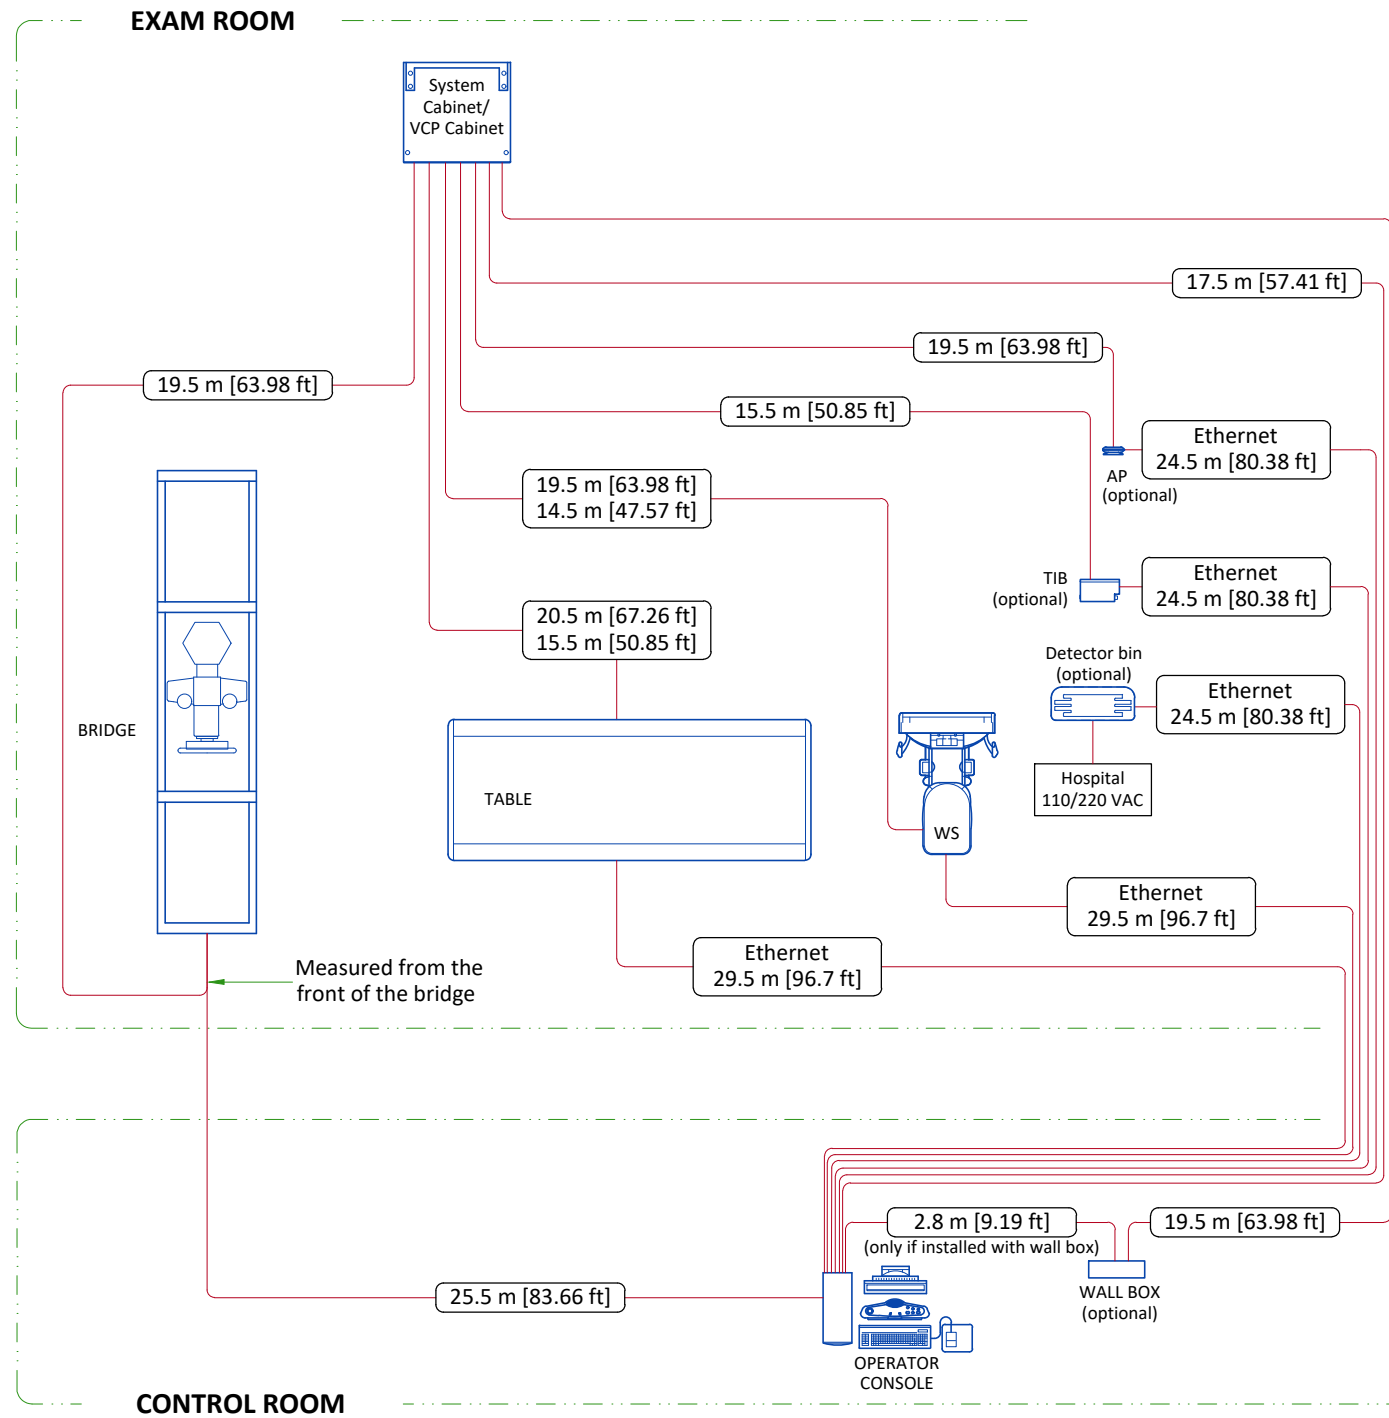 EXAM ROOM
System
Cabinet/
VCP Cabinet
17.5 m [57.41 ft]
19.5 m [63.98 ft]
19.5 m [63.98 ft]
15.5 m [50.85 ft]
Ethernet
24.5 m [80.38 ft]
AP
(optional)
19.5 m [63.98 ft]
14.5 m [47.57 ft]
TIB
(optional)
Ethernet
24.5 m [80.38 ft]
20.5 m [67.26 ft]
15.5 m [50.85 ft]
Detector bin
(optional)
Ethernet
24.5 m [80.38 ft]
BRIDGE
Hospital
110/220 VAC
TABLE
WS
Ethernet
29.5 m [96.7 ft]
Ethernet
29.5 m [96.7 ft]
Measured from the
front of the bridge
2.8 m [9.19 ft]
(only if installed with wall box)
19.5 m [63.98 ft]
WALL BOX
(optional)
25.5 m [83.66 ft]
OPERATOR
CONSOLE
CONTROL ROOM